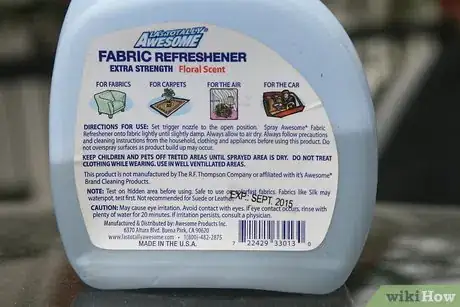 LA'S TOTALLY
AWESOME
FABRIC REFRESHENER
EXTRA STRENGTH Floral Scent
FOR FABRICS FOR CARPETS FOR THE AIR FOR THE CAR
DIRECTIONS FOR USE: Set trigger nozzle to the open position. Spray Awesome® Fabric
Refreshener onto fabric lightly until slightly damp. Always allow to air dry. Always follow precautions
and cleaning instructions from the household, clothing and appliances before using this product. Do
not overspray surfaces or product build up may occur.
KEEP CHILDREN AND PETS OFF TRETED AREAS UNTIL SPRAYED AREA IS DRY. DO NOT TREAT
CLOTHING WHILE WEARING. USE IN WELL VENTILATED AREAS.
This product is not manufactured by The R.F. Thompson Company or affiliated with it's Awesome®
Brand Cleaning Products.
NOTE: Test on hidden area before using. Safe to use on colorfast fabrics. Fabrics like Silk may
waterspot, test first. Not recommended for Suede or Leather.
EXP. SEPT. 2015
CAUTION: May cause eye irritation. Avoid contact with eyes. If eye contact occurs, rinse with
plenty of water for 20 minutes. If irritation persists, consult a physician.
Manufactured & Distributed by: Awesome Products Inc.
6370 Altura Blvd. Buena Park, CA 90620
www.lastotallyawesome.com - 1(800)-482-2875
MADE IN THE U.S.A.
7 22429 33013 0
wikiHow